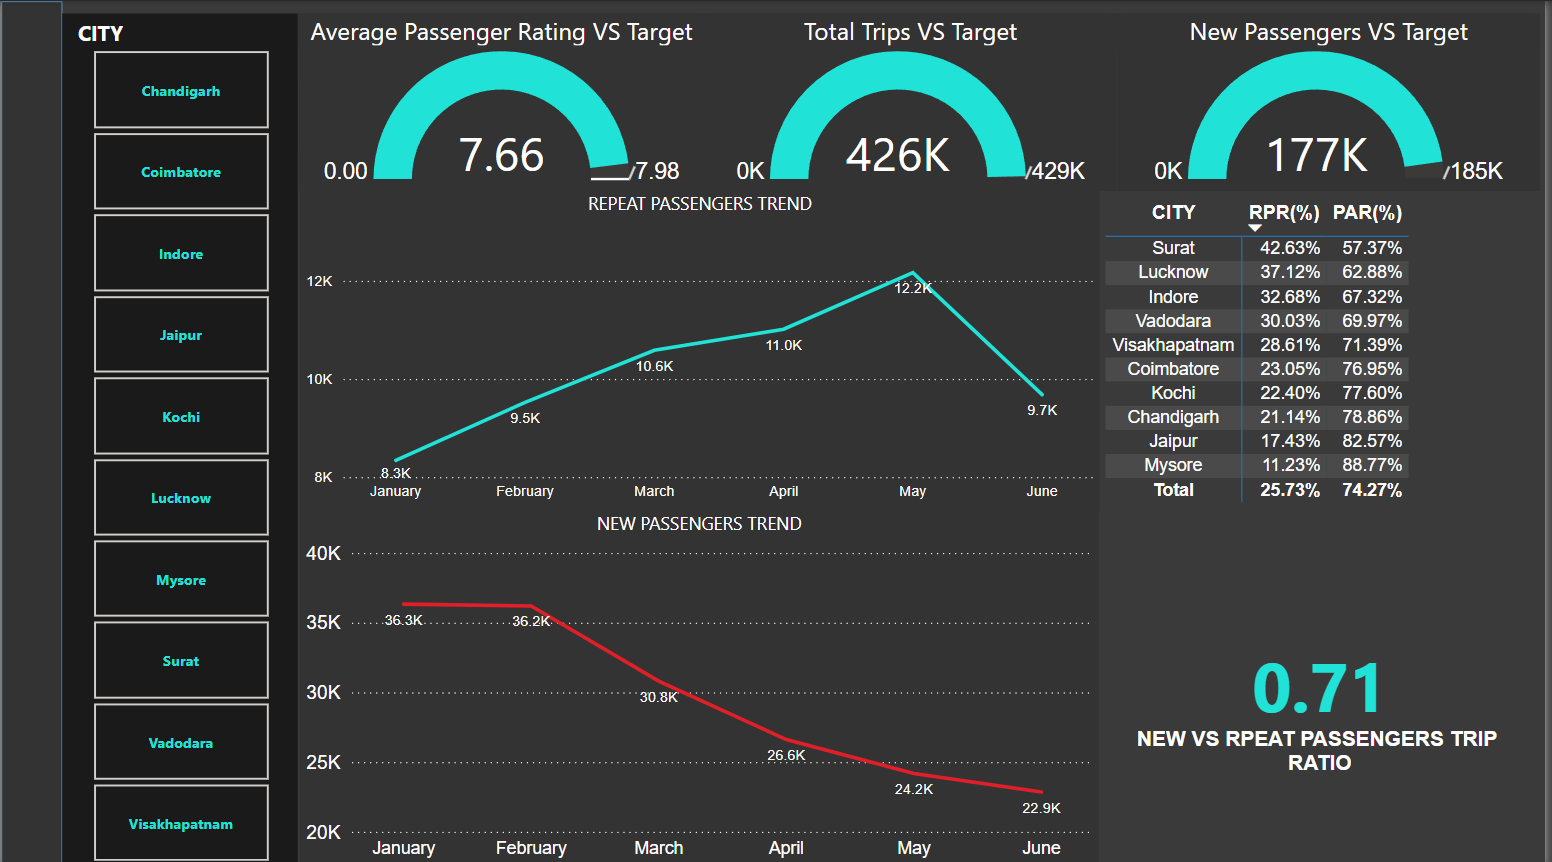 CITY
Chandigarh
Coimbatore
Indore
Jaipur
Kochi
Lucknow
Mysore
Surat
Vadodara
Visakhapatnam
Average Passenger Rating VS Target
0.00
7.66
7.98
Total Trips VS Target
0K
426K
429K
New Passengers VS Target
0K
177K
185K
REPEAT PASSENGERS TREND
12K
10K
8K
8.3K
9.5K
10.6K
11.0K
12.2K
9.7K
January February March April May June
NEW PASSENGERS TREND
40K
35K
30K
25K
20K
36.3K
36.2K
30.8K
26.6K
24.2K
22.9K
January February March April May June
CITY RPR(%) PAR(%)
Surat 42.63% 57.37%
Lucknow 37.12% 62.88%
Indore 32.68% 67.32%
Vadodara 30.03% 69.97%
Visakhapatnam 28.61% 71.39%
Coimbatore 23.05% 76.95%
Kochi 22.40% 77.60%
Chandigarh 21.14% 78.86%
Jaipur 17.43% 82.57%
Mysore 11.23% 88.77%
Total 25.73% 74.27%
0.71
NEW VS RPEAT PASSENGERS TRIP
RATIO